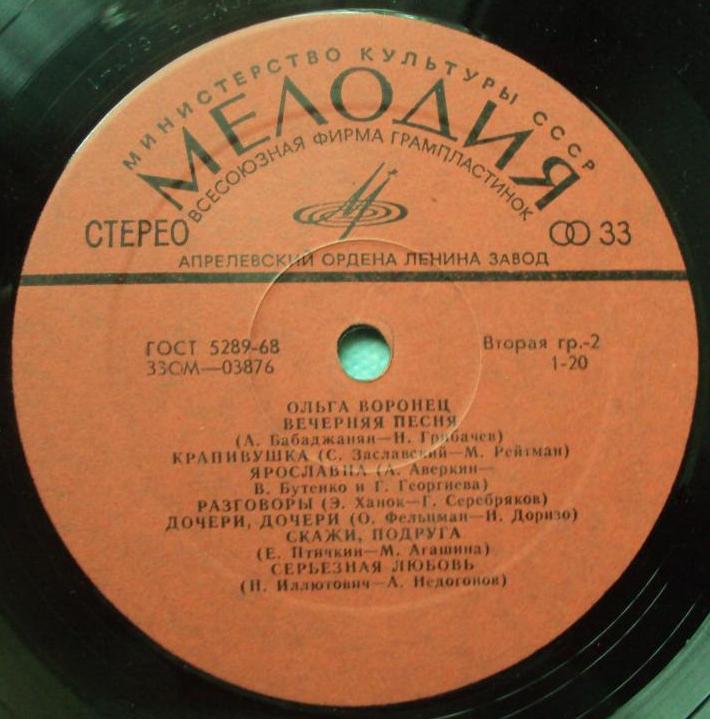 МИНИСТЕРСТВО КУЛЬТУРЫ СССР
МЕЛОДИЯ
ВСЕСОЮЗНАЯ ФИРМА ГРАМПЛАСТИНОК
СТЕРЕО
33
АПРЕЛЕВСКИЙ ОРДЕНА ЛЕНИНА ЗАВОД
ГОСТ 5289-68
33СМ—03876
Вторая гр.-2
1-20
ОЛЬГА ВОРОНЕЦ
ВЕЧЕРНЯЯ ПЕСНЯ
(А. Бабаджанян—Н. Грибачев)
КРАПИВУШКА (С. Заславский—М. Рейтман)
ЯРОСЛАВНА (А. Аверкин—
В. Бутенко и Г. Георгиева)
РАЗГОВОРЫ (Э. Ханок—Г. Серебряков)
ДОЧЕРИ, ДОЧЕРИ (О. Фельцман—Н. Доризо)
СКАЖИ, ПОДРУГА
(Е. Птичкин—М. Агашина)
СЕРЬЕЗНАЯ ЛЮБОВЬ
(Н. Иллютович—А. Недогонов)